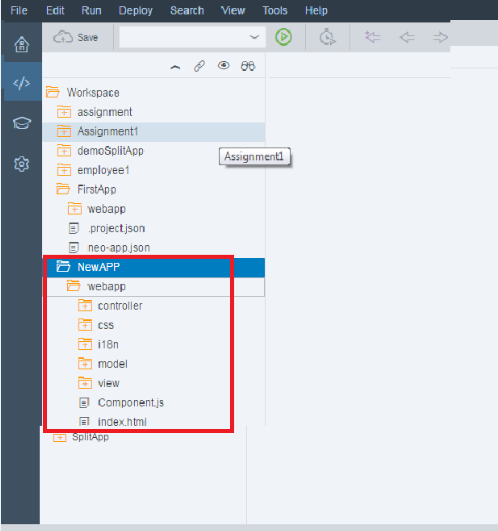 File Edit Run Deploy Search View Tools Help
Save
Workspace
assignment
Assignment1
demoSplitApp
Assignment1
employee1
FirstApp
webapp
.project.json
neo-app.json
NewAPP
webapp
controller
css
i18n
model
view
Component.js
index.html
SplitApp